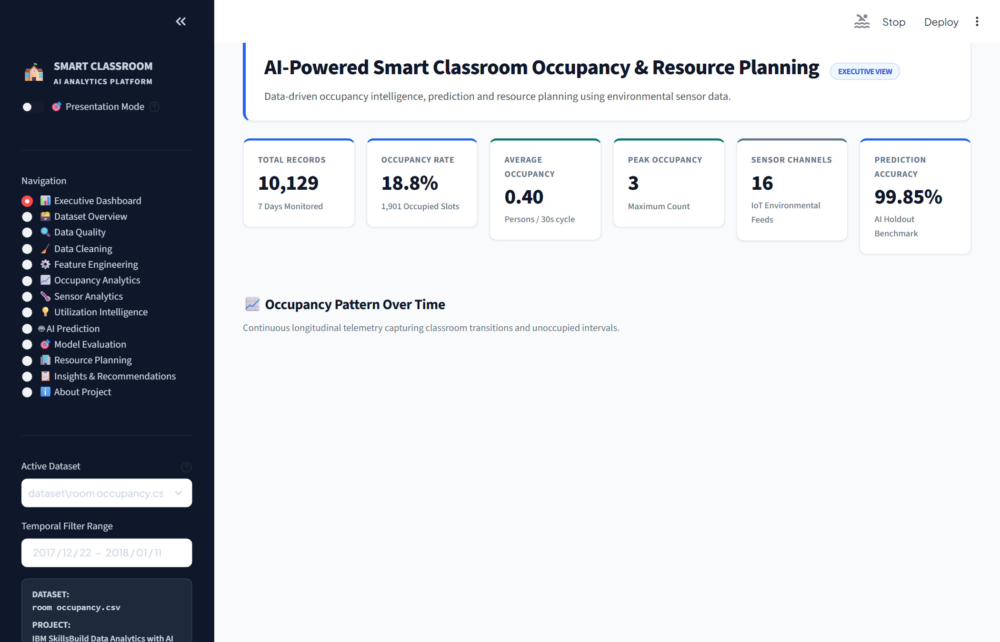 SMART CLASSROOM
AI ANALYTICS PLATFORM
Presentation Mode
Navigation
Executive Dashboard
Dataset Overview
Data Quality
Data Cleaning
Feature Engineering
Occupancy Analytics
Sensor Analytics
Utilization Intelligence
AI Prediction
Model Evaluation
Resource Planning
Insights & Recommendations
About Project
Active Dataset
dataset\room occupancy.cs
Temporal Filter Range
2017/12/22 – 2018/01/11
DATASET:
room occupancy.csv
PROJECT:
IBM SkillsBuild Data Analytics with AI
Stop
Deploy
AI-Powered Smart Classroom Occupancy & Resource Planning
EXECUTIVE VIEW
Data-driven occupancy intelligence, prediction and resource planning using environmental sensor data.
TOTAL RECORDS
10,129
7 Days Monitored
OCCUPANCY RATE
18.8%
1,901 Occupied Slots
AVERAGE
OCCUPANCY
0.40
Persons / 30s cycle
PEAK OCCUPANCY
3
Maximum Count
SENSOR CHANNELS
16
IoT Environmental
Feeds
PREDICTION
ACCURACY
99.85%
AI Holdout
Benchmark
Occupancy Pattern Over Time
Continuous longitudinal telemetry capturing classroom transitions and unoccupied intervals.